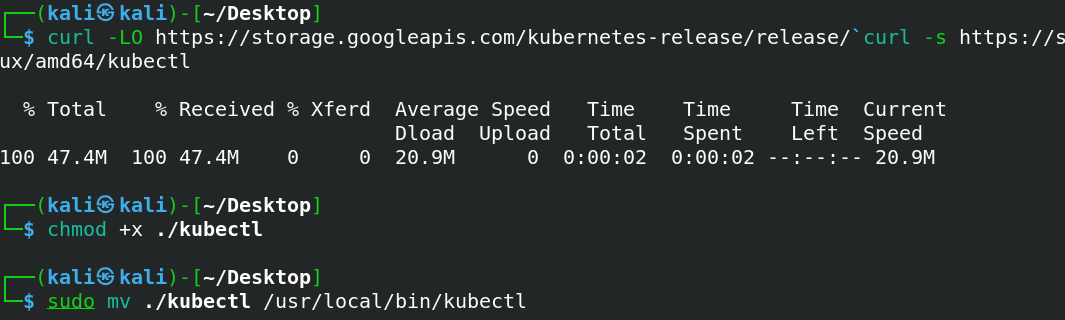 ┌──(kali㉿kali)-[~/Desktop]
└─$ curl -LO https://storage.googleapis.com/kubernetes-release/release/`curl -s https://s
ux/amd64/kubectl
% Total % Received % Xferd Average Speed Time Time Time Current
Dload Upload Total Spent Left Speed
100 47.4M 100 47.4M 0 0 20.9M 0 0:00:02 0:00:02 --:--:-- 20.9M
┌──(kali㉿kali)-[~/Desktop]
└─$ chmod +x ./kubectl
┌──(kali㉿kali)-[~/Desktop]
└─$ sudo mv ./kubectl /usr/local/bin/kubectl